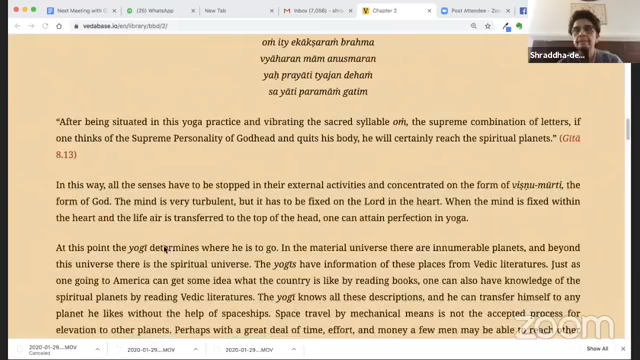 Next Meeting with G
WhatsApp
New Tab
Inbox (7,056) - shra
Chapter 2
Post Attendee - Zoom
vedabase.io/en/library/bbd/2/
Shraddha-de...
oṁ ity ekākṣaraṁ brahma
vyāharan mām anusmaran
yaḥ prayāti tyajan dehaṁ
sa yāti paramāṁ gatim
“After being situated in this yoga practice and vibrating the sacred syllable oṁ, the supreme combination of letters, if
one thinks of the Supreme Personality of Godhead and quits his body, he will certainly reach the spiritual planets.” (Gītā
8.13)
In this way, all the senses have to be stopped in their external activities and concentrated on the form of viṣṇu-mūrti, the
form of God. The mind is very turbulent, but it has to be fixed on the Lord in the heart. When the mind is fixed within
the heart and the life air is transferred to the top of the head, one can attain perfection in yoga.
At this point the yogī determines where he is to go. In the material universe there are innumerable planets, and beyond
this universe there is the spiritual universe. The yogīs have information of these places from Vedic literatures. Just as
one going to America can get some idea what the country is like by reading books, one can also have knowledge of the
spiritual planets by reading Vedic literatures. The yogī knows all these descriptions, and he can transfer himself to any
planet he likes without the help of spaceships. Space travel by mechanical means is not the accepted process for
elevation to other planets. Perhaps with a great deal of time, effort, and money a few men may be able to reach other
zoom
2020-01-29....MOV
Canceled
2020-01-29....MOV
2020-01-29....MOV
Show All